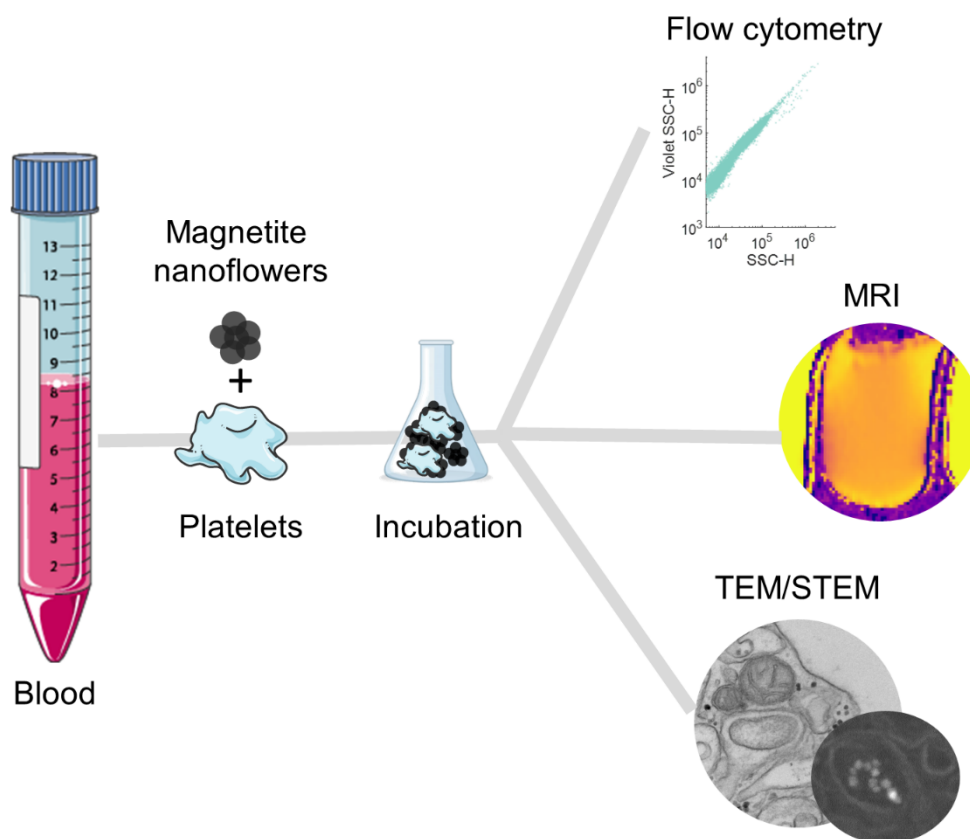 Flow cytometry
10⁶
10⁵
10⁴
10³
Violet SSC-H
10⁴ 10⁵ 10⁶
SSC-H
13
12
11
10
9
8
7
6
5
4
3
2
Blood
Magnetite
nanoflowers
+
Platelets
Incubation
MRI
TEM/STEM